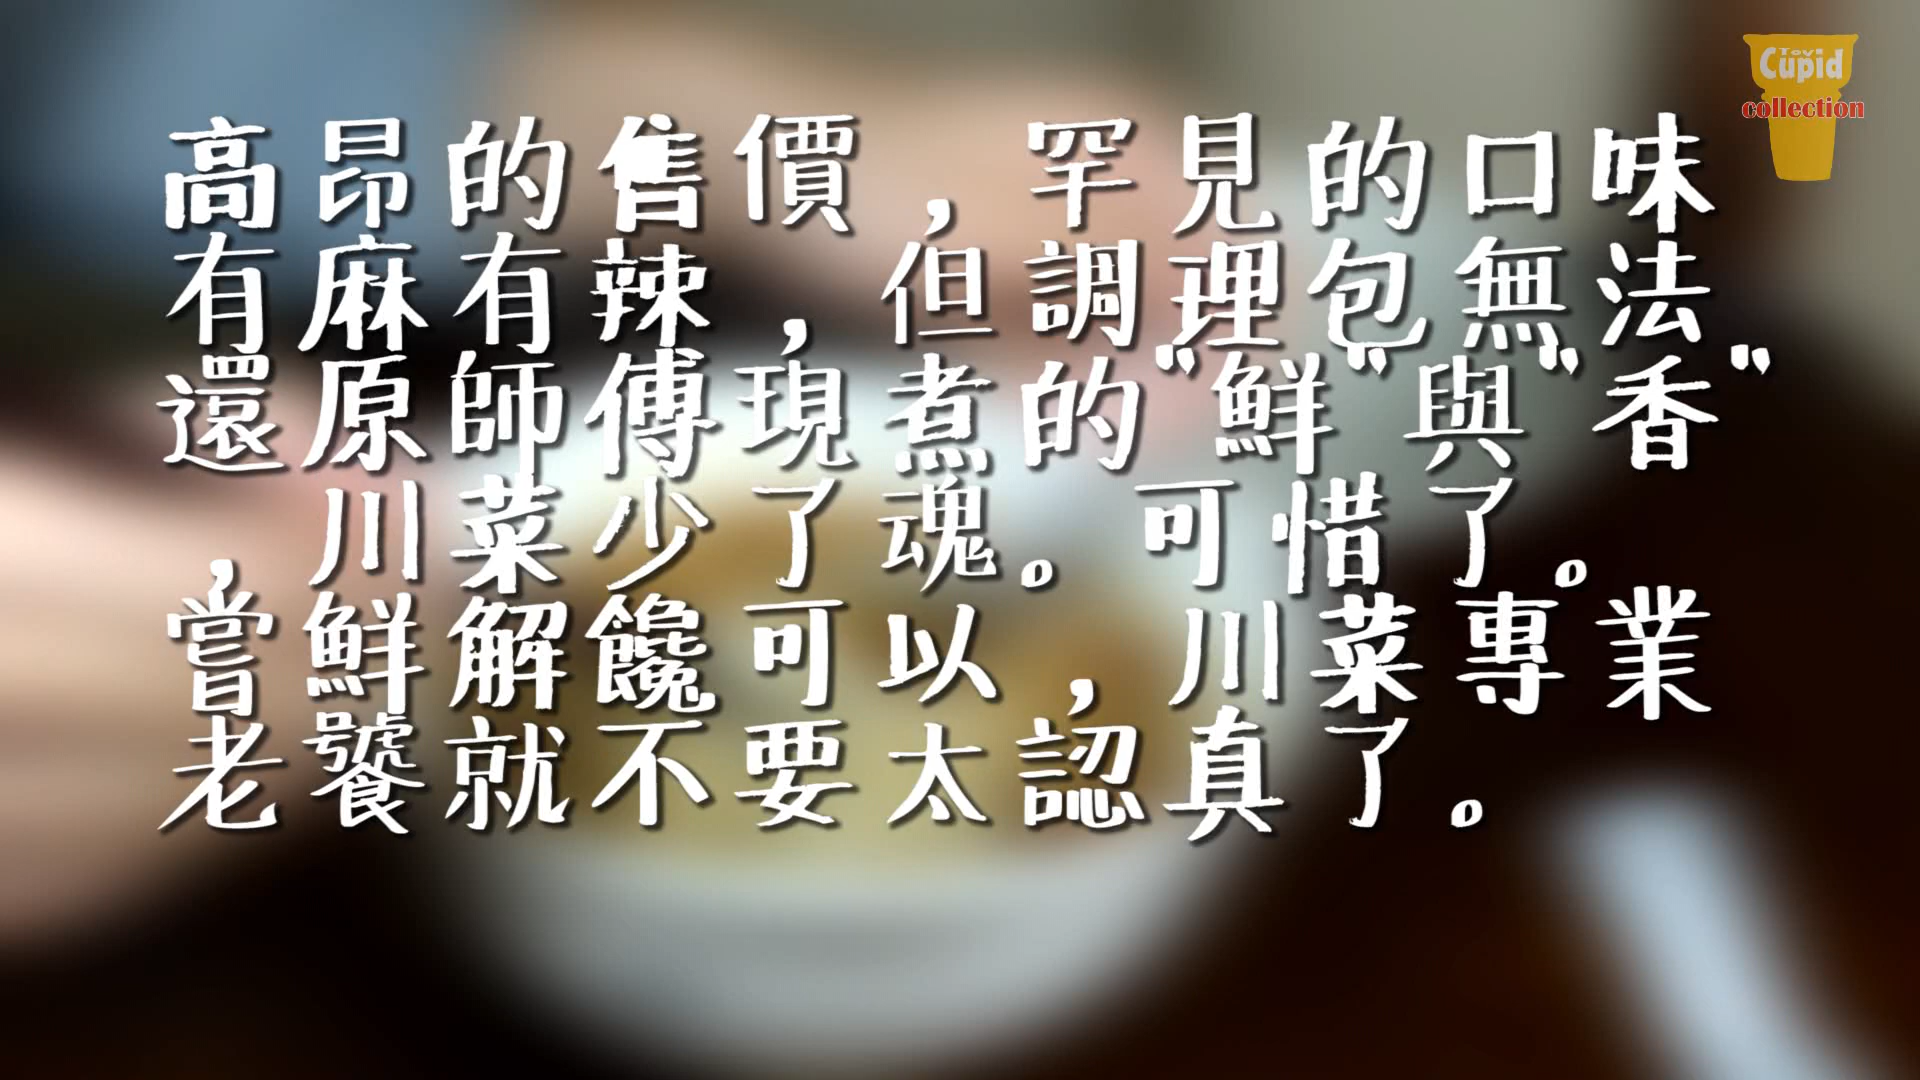 Tovi
Cupid
collection
高昂的售價，罕見的口味
有麻有辣，但調理包無法
還原師傅現煮的"鮮"與"香"
，川菜少了魂。可惜了。
嘗鮮解饞可以，川菜專業
老饕就不要太認真了。